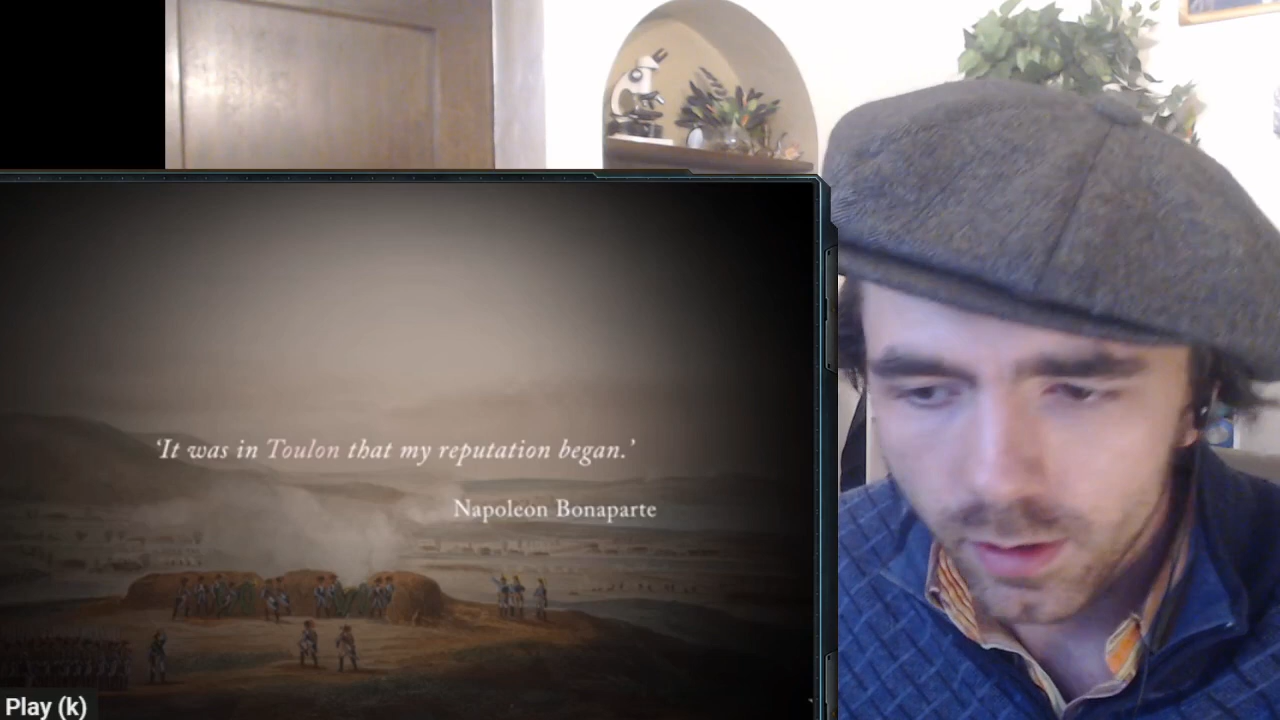 ‘It was in Toulon that my reputation began.’
Napoleon Bonaparte
Play (k)